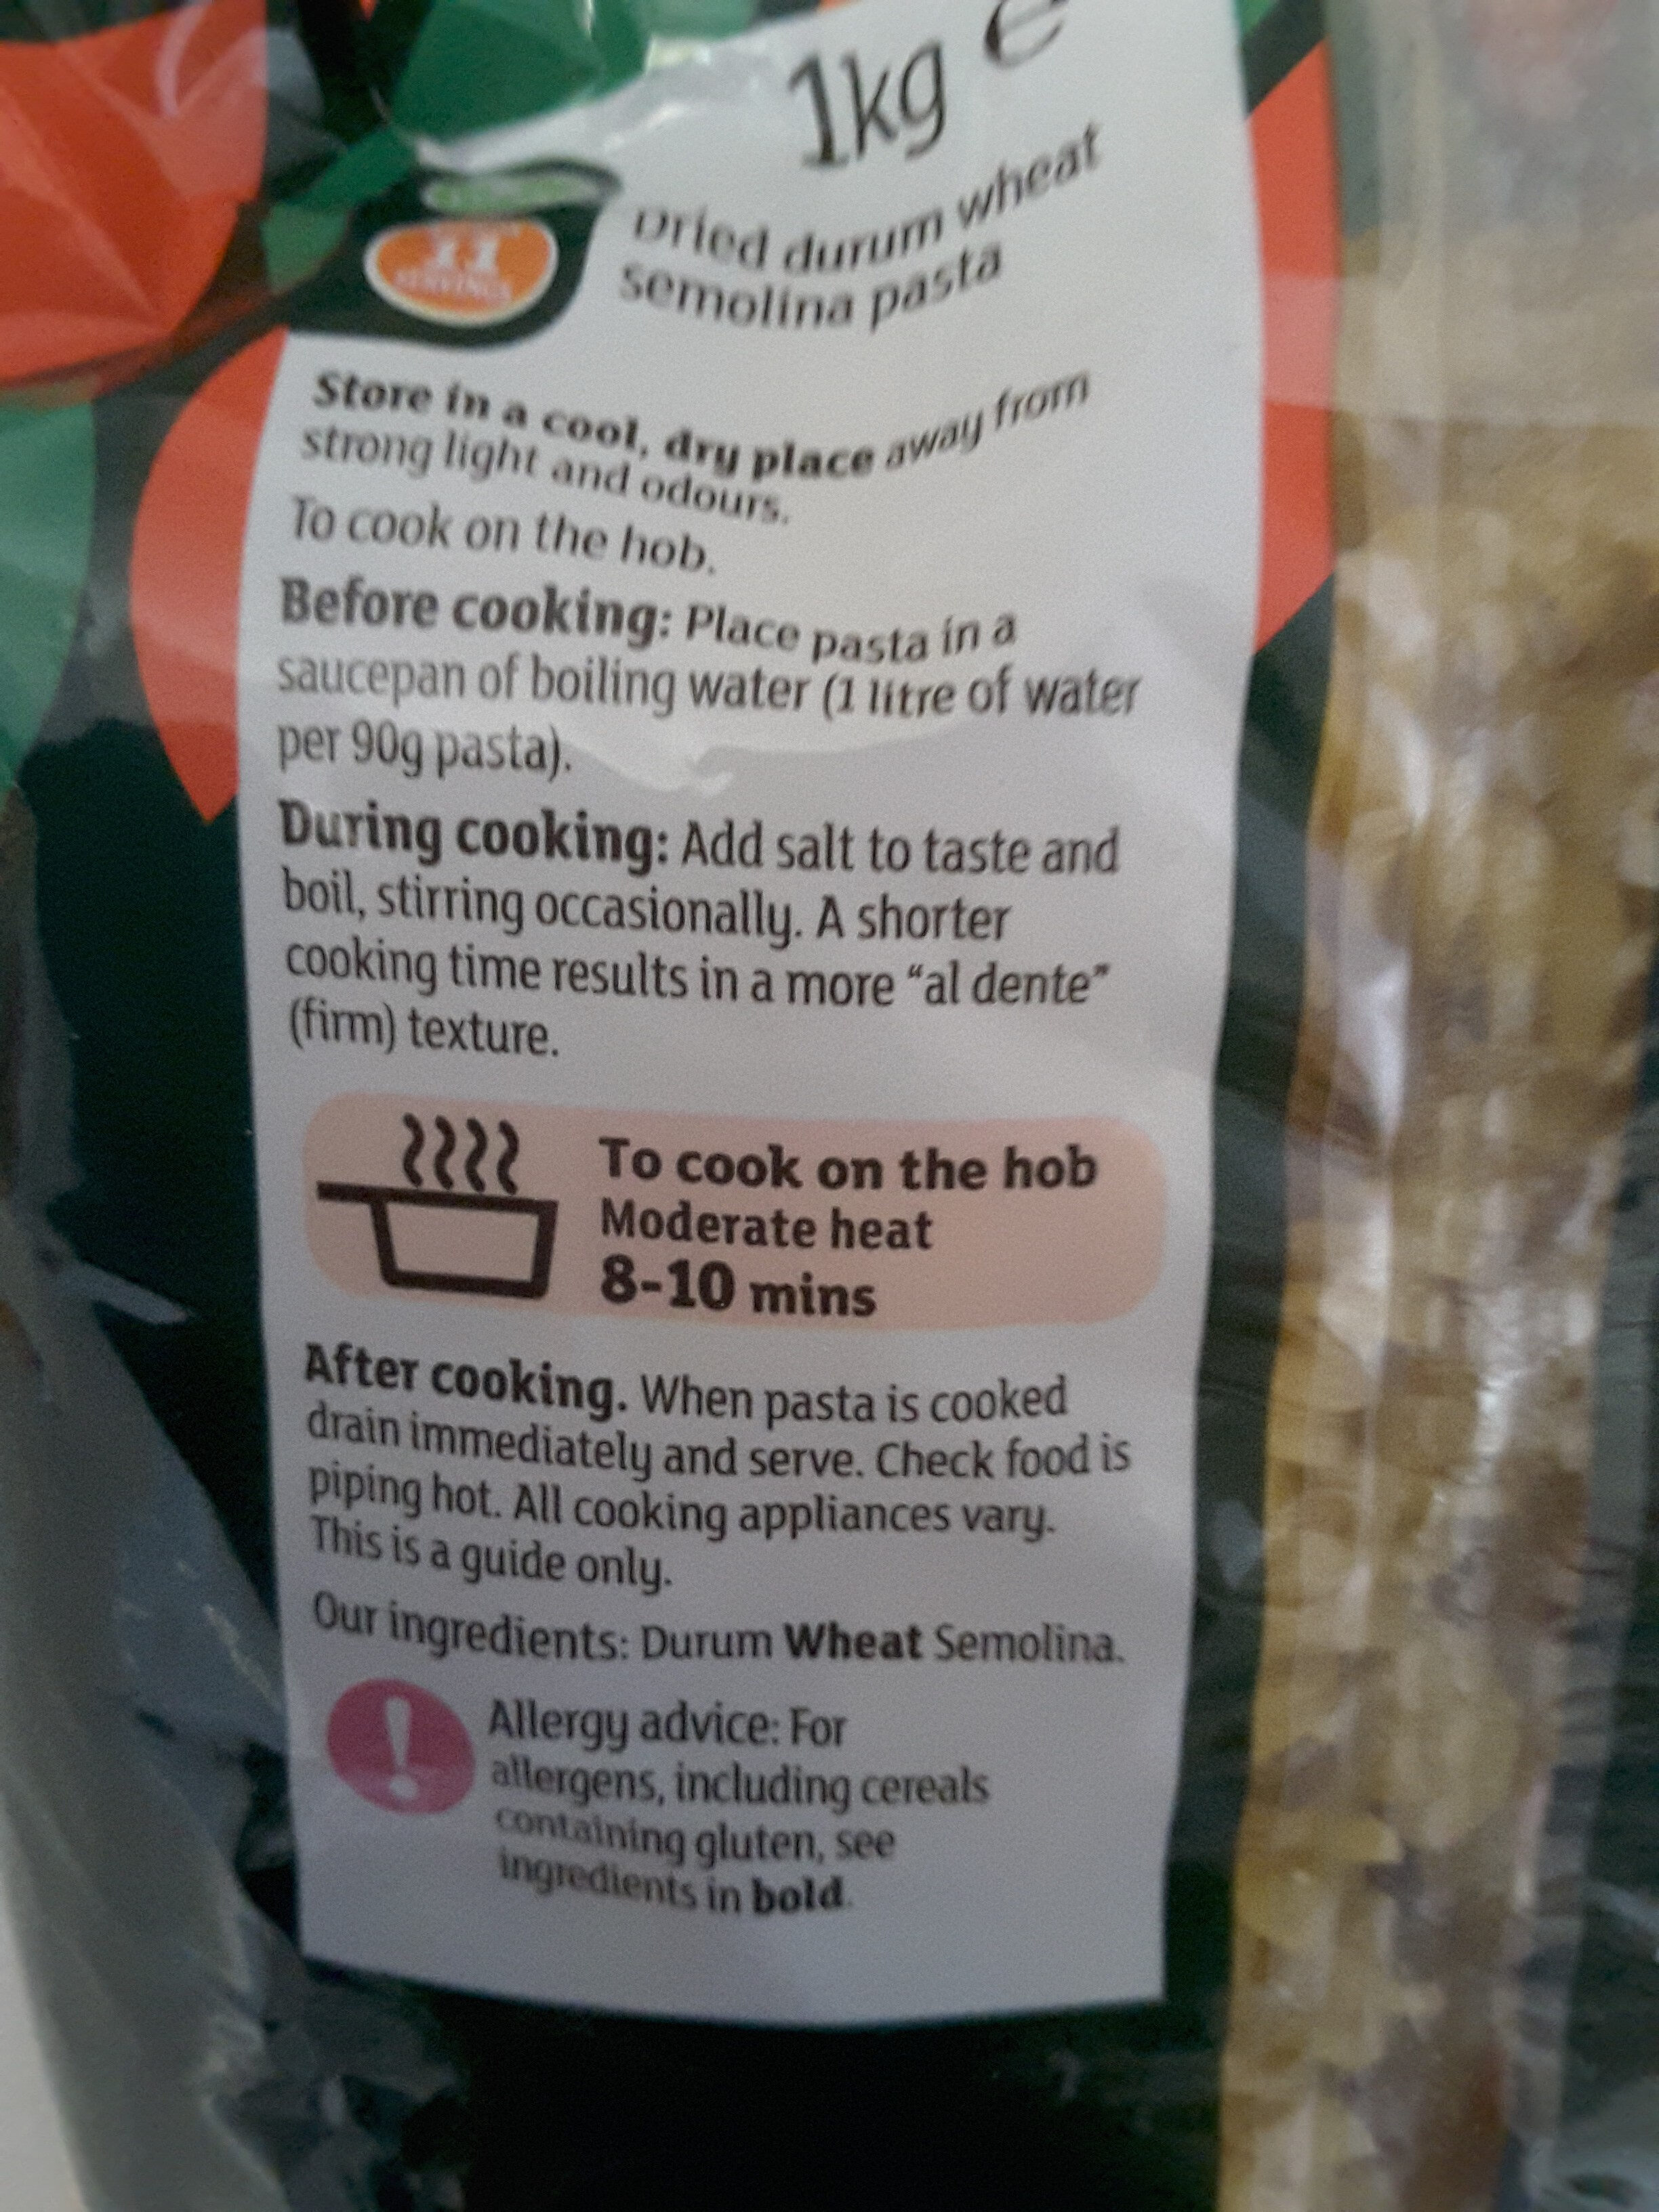 1kg e
11
SERVINGS
Dried durum wheat
semolina pasta
Store in a cool, dry place away from
strong light and odours.
To cook on the hob.
Before cooking: Place pasta in a
saucepan of boiling water (1 litre of water
per 90g pasta).
During cooking: Add salt to taste and
boil, stirring occasionally. A shorter
cooking time results in a more “al dente”
(firm) texture.
To cook on the hob
Moderate heat
8-10 mins
After cooking. When pasta is cooked
drain immediately and serve. Check food is
piping hot. All cooking appliances vary.
This is a guide only.
Our ingredients: Durum Wheat Semolina.
!
Allergy advice: For
allergens, including cereals
containing gluten, see
ingredients in bold.